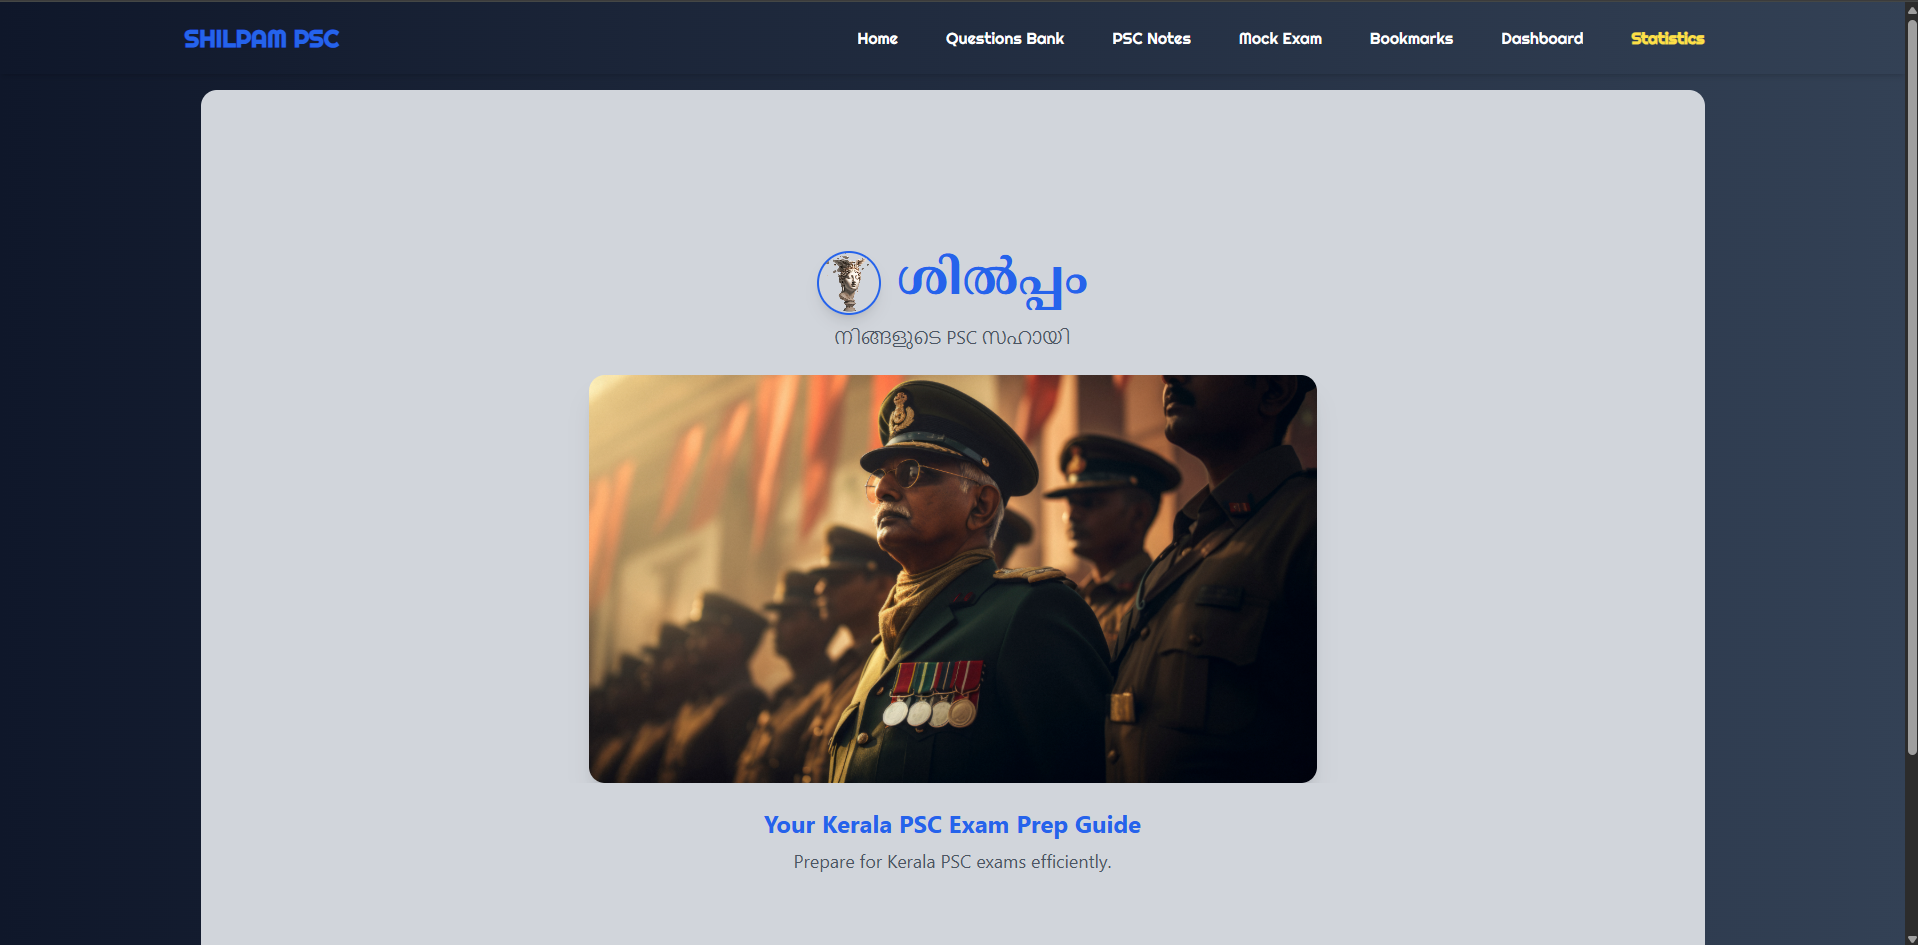 SHILPAM PSC
Home Questions Bank PSC Notes Mock Exam Bookmarks Dashboard Statistics
ശിൽപ്പം
നിങ്ങളുടെ PSC സഹായി
Your Kerala PSC Exam Prep Guide
Prepare for Kerala PSC exams efficiently.